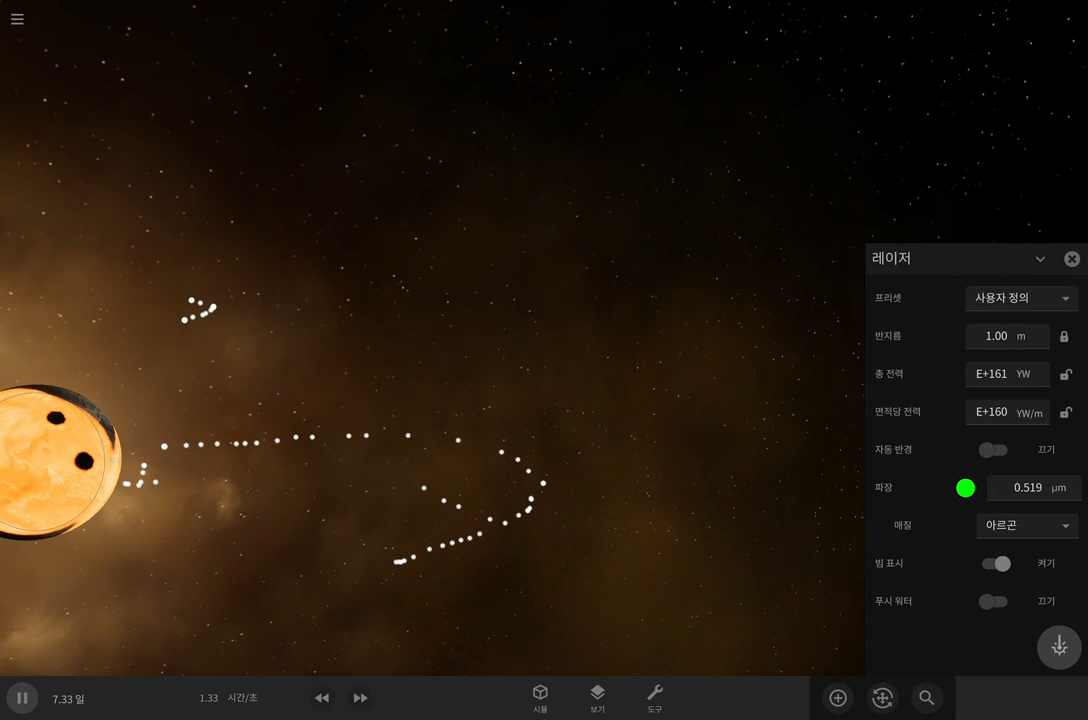 레이저
프리셋 사용자 정의
반지름 1.00 m
총 전력 E+161 YW
면적당 전력 E+160 YW/m
자동 반경 끄기
파장 0.519 µm
매질 아르곤
빔 표시 켜기
푸시 워터 끄기
7.33 일 1.33 시간/초
시뮬 보기 도구